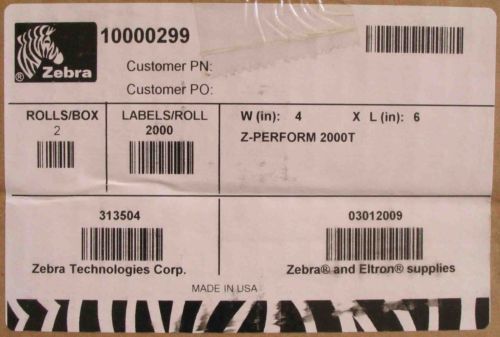 10000299
Zebra
®
Customer PN:
Customer PO:
ROLLS/BOX
2
LABELS/ROLL
2000
W (in): 4 X L (in): 6
Z-PERFORM 2000T
313504
Zebra Technologies Corp.
03012009
Zebra® and Eltron® supplies
MADE IN USA